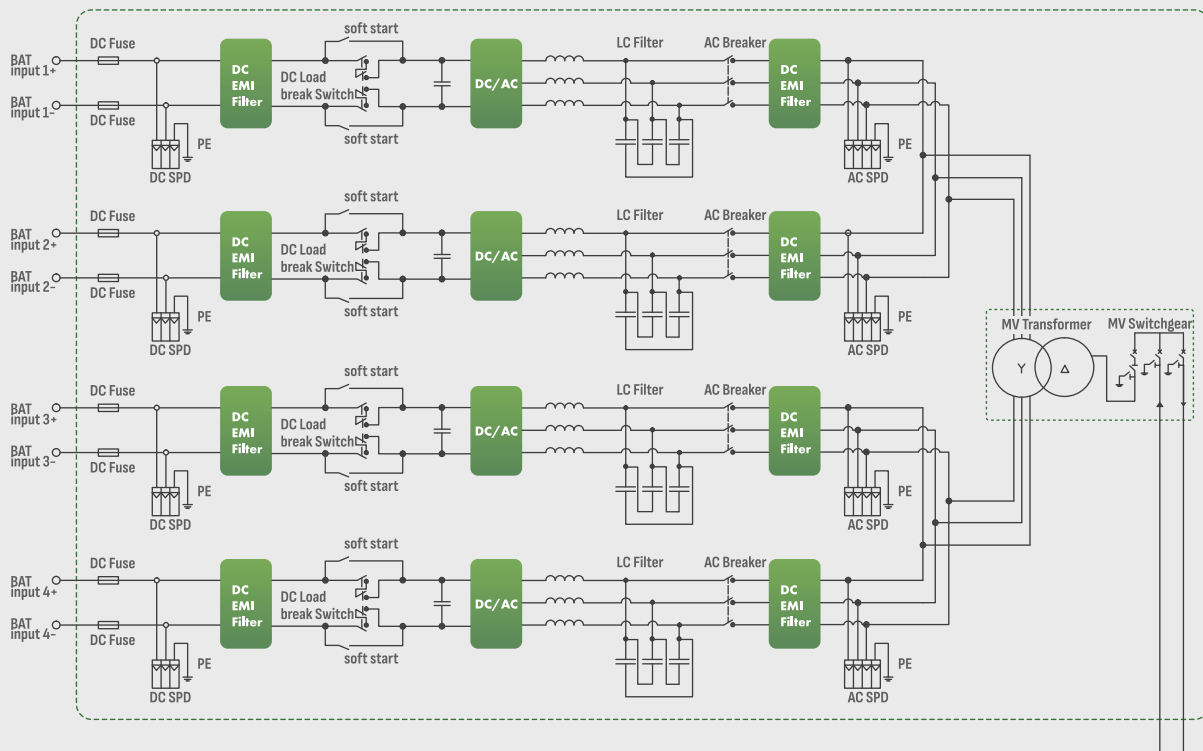 soft start
DC Fuse
LC Filter
AC Breaker
BAT
input 1+
DC
EMI
Filter
DC Load
break Switch
DC/AC
DC
EMI
Filter
BAT
input 1-
DC Fuse
soft start
PE
DC SPD
PE
AC SPD
soft start
DC Fuse
LC Filter
AC Breaker
BAT
input 2+
DC
EMI
Filter
DC Load
break Switch
DC/AC
DC
EMI
Filter
BAT
input 2-
DC Fuse
soft start
PE
DC SPD
PE
AC SPD
MV Transformer
MV Switchgear
Y
Δ
soft start
DC Fuse
LC Filter
AC Breaker
BAT
input 3+
DC
EMI
Filter
DC Load
break Switch
DC/AC
DC
EMI
Filter
BAT
input 3-
DC Fuse
soft start
PE
DC SPD
PE
AC SPD
soft start
DC Fuse
LC Filter
AC Breaker
BAT
input 4+
DC
EMI
Filter
DC Load
break Switch
DC/AC
DC
EMI
Filter
BAT
input 4-
DC Fuse
soft start
PE
DC SPD
PE
AC SPD